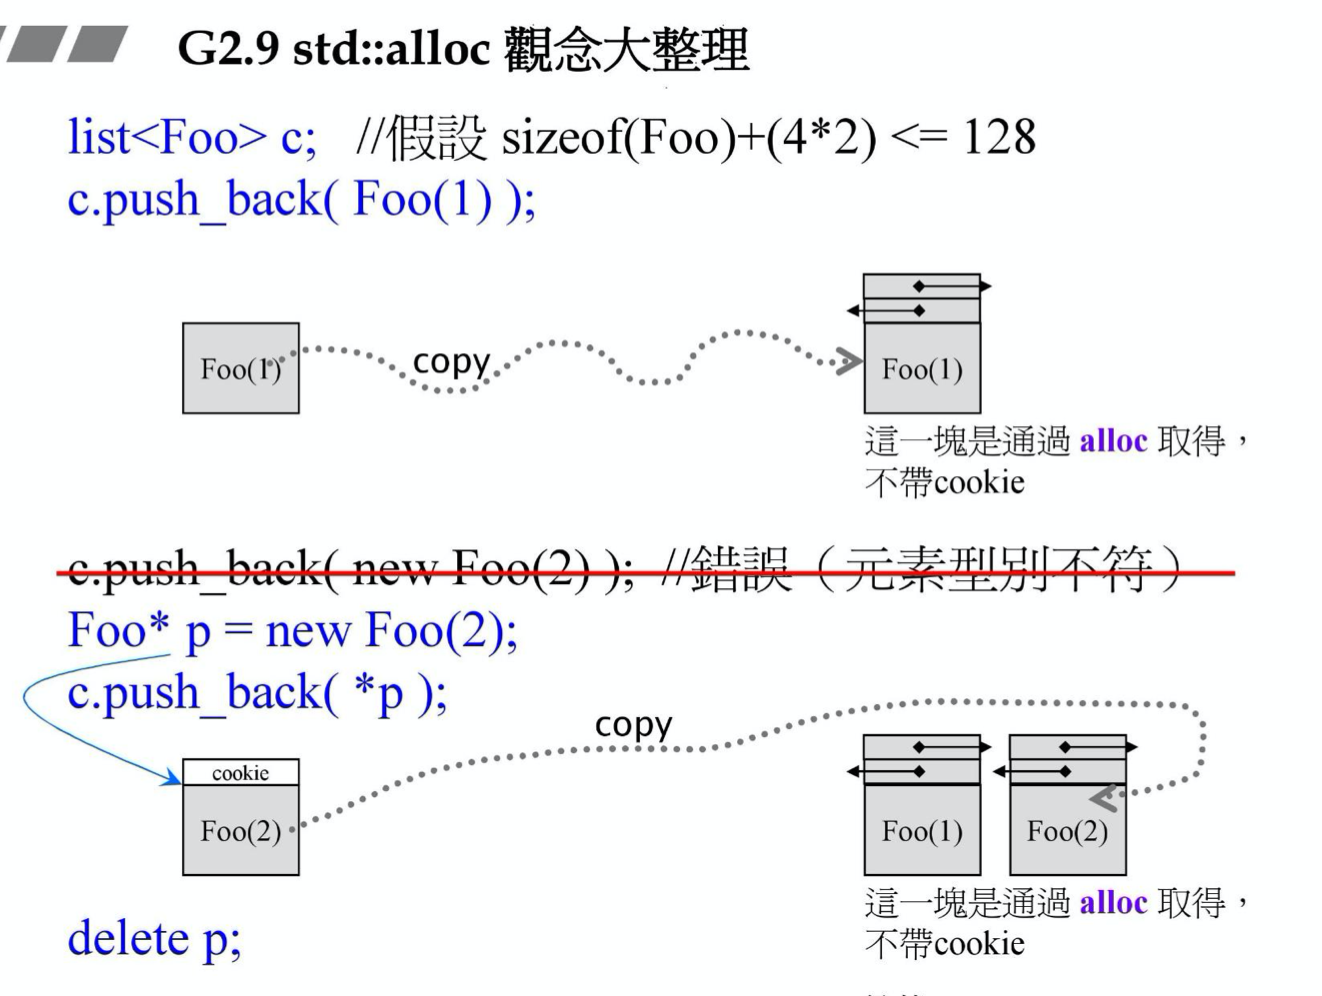 G2.9 std::alloc 觀念大整理
list<Foo> c; //假設 sizeof(Foo)+(4*2) <= 128
c.push_back( Foo(1) );
Foo(1)
copy
Foo(1)
這一塊是通過 alloc 取得，
不帶cookie
c.push_back( new Foo(2) ); //錯誤（元素型別不符）
Foo* p = new Foo(2);
c.push_back( *p );
copy
cookie
Foo(2)
Foo(1)
Foo(2)
這一塊是通過 alloc 取得，
不帶cookie
delete p;